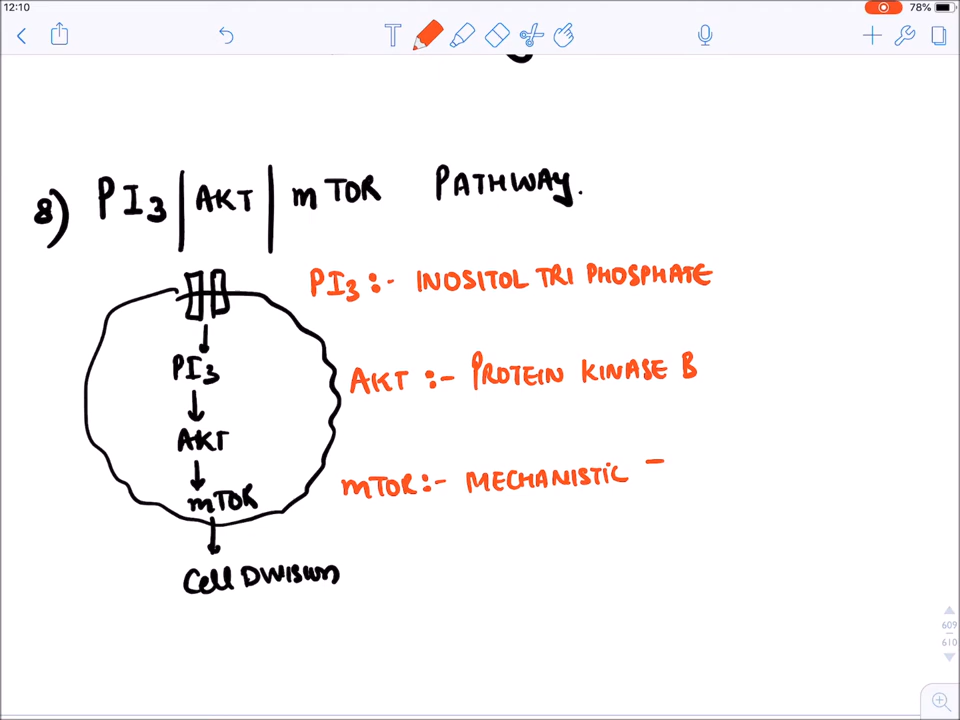 12:10
78%
T
8) PI3 | AKT | mTOR PATHWAY.
PI3 :- INOSITOL TRI PHOSPHATE
PI3
AKT :- PROTEIN KINASE B
AKT
mTOR :- MECHANISTIC
mTOR
Cell Division
609
610